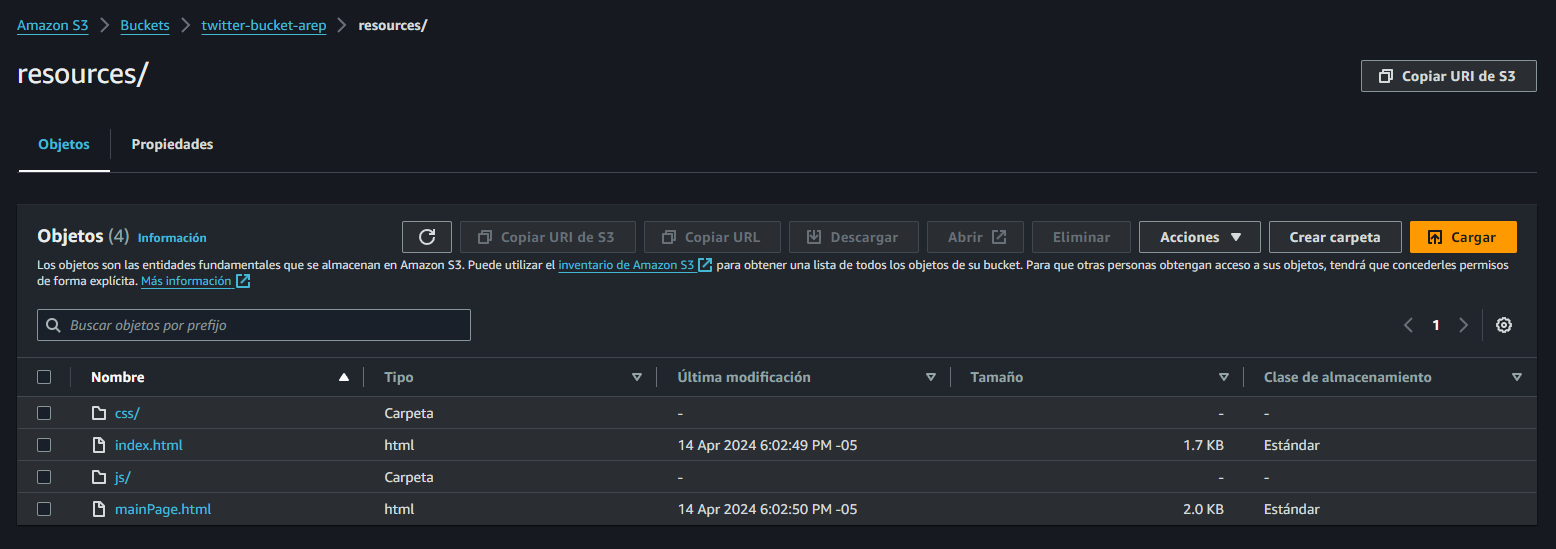 Amazon S3 > Buckets > twitter-bucket-arep > resources/
resources/
Copiar URI de S3
Objetos Propiedades
Objetos (4) Información Copiar URI de S3 Copiar URL Descargar Abrir Eliminar Acciones Crear carpeta Cargar
Los objetos son las entidades fundamentales que se almacenan en Amazon S3. Puede utilizar el inventario de Amazon S3 para obtener una lista de todos los objetos de su bucket. Para que otras personas obtengan acceso a sus objetos, tendrá que concederles permisos
de forma explícita. Más información
Buscar objetos por prefijo 1
Nombre Tipo Última modificación Tamaño Clase de almacenamiento
css/ Carpeta - - -
index.html html 14 Apr 2024 6:02:49 PM -05 1.7 KB Estándar
js/ Carpeta - - -
mainPage.html html 14 Apr 2024 6:02:50 PM -05 2.0 KB Estándar